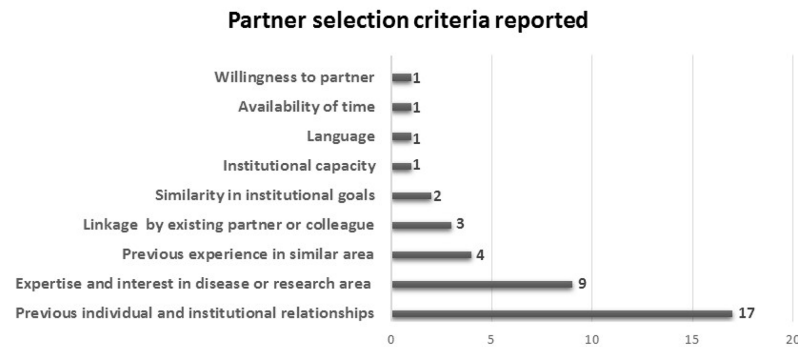 Partner selection criteria reported
Willingness to partner 1
Availability of time 1
Language 1
Institutional capacity 1
Similarity in institutional goals 2
Linkage by existing partner or colleague 3
Previous experience in similar area 4
Expertise and interest in disease or research area 9
Previous individual and institutional relationships 17
0 5 10 15 20